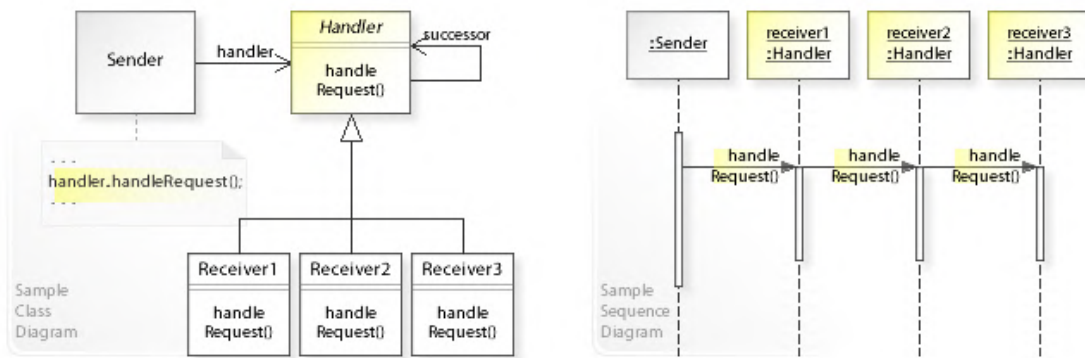 Handler
successor
Sender
handler
handle
Request()
. . .
handler.handleRequest();
. . .
Receiver1
handle
Request()
Receiver2
handle
Request()
Receiver3
handle
Request()
Sample
Class
Diagram
:Sender
receiver1
:Handler
receiver2
:Handler
receiver3
:Handler
handle
Request()
handle
Request()
handle
Request()
Sample
Sequence
Diagram